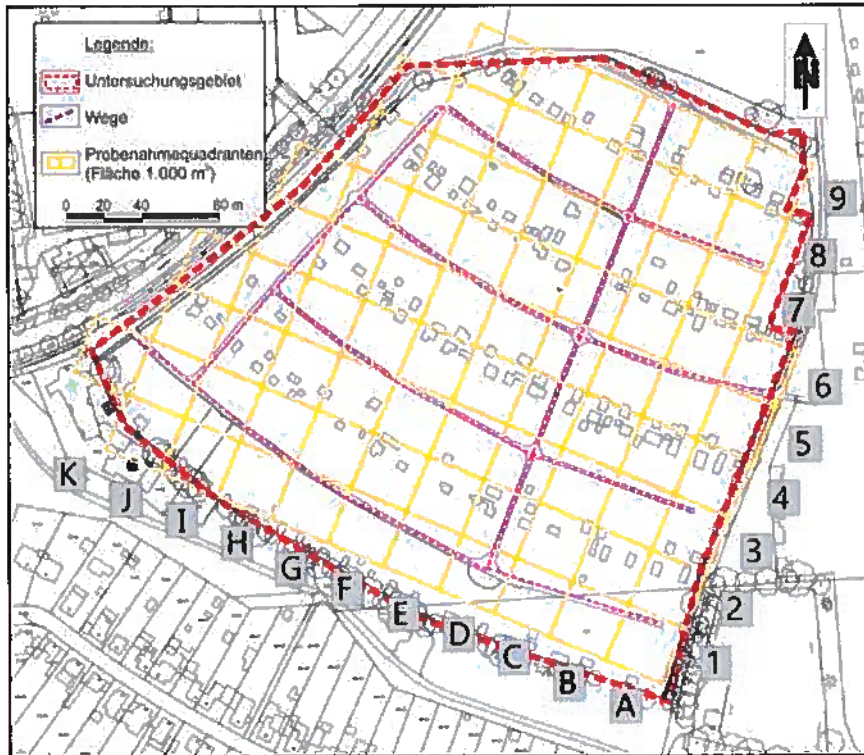 Legende:
Untersuchungsgebiet
Wege
Probenahmequadranten
(Fläche 1.000 m²)
0 20 40 80 m
N
9
8
7
6
5
4
3
2
1
K
J
I
H
G
F
E
D
C
B
A